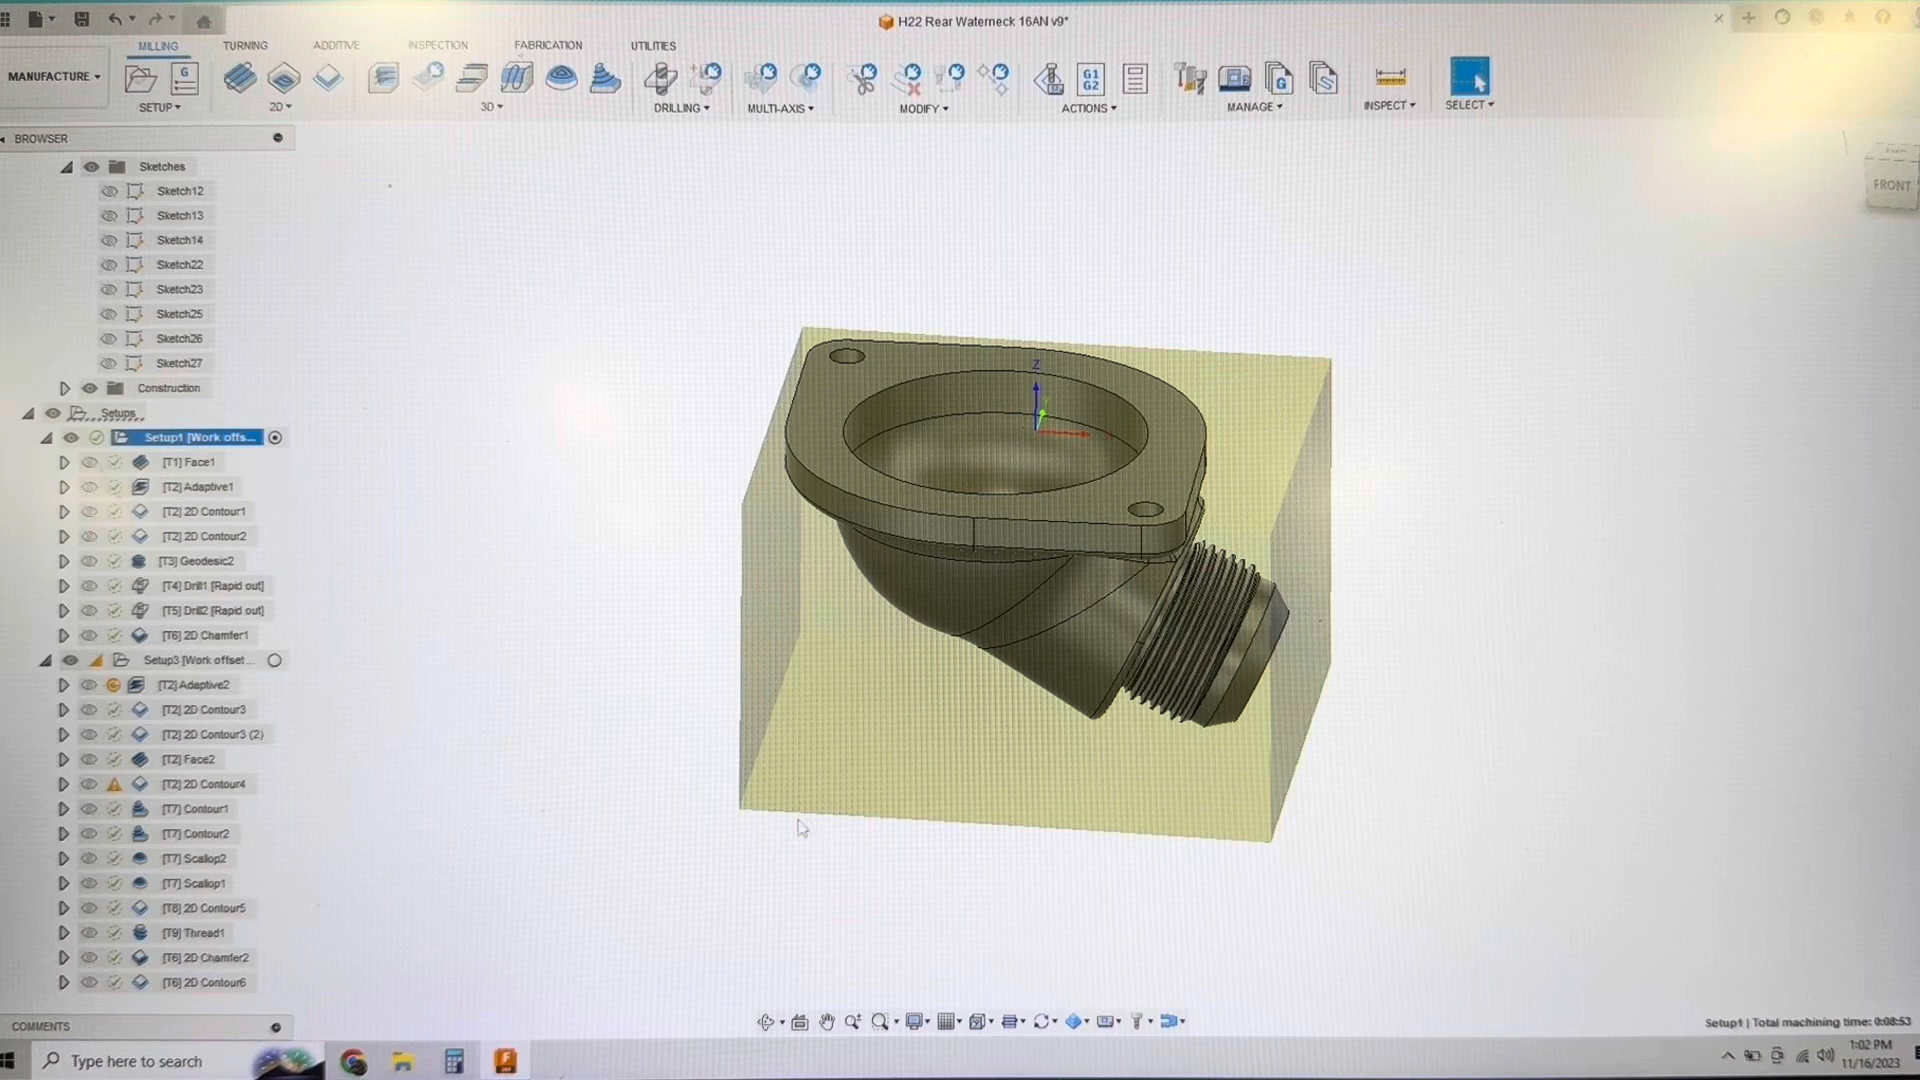 H22 Rear Waterneck 16AN v9*
MILLING TURNING ADDITIVE INSPECTION FABRICATION UTILITIES
MANUFACTURE
G
G1
G2
G
SETUP 2D 3D DRILLING MULTI-AXIS MODIFY ACTIONS MANAGE INSPECT SELECT
BROWSER
Sketches
Sketch12
Sketch13
Sketch14
Sketch22
Sketch23
Sketch25
Sketch26
Sketch27
Construction
Setups
Setup1 [Work offs...
[T1] Face1
[T2] Adaptive1
[T2] 2D Contour1
[T2] 2D Contour2
[T3] Geodesic2
[T4] Drill1 [Rapid out]
[T5] Drill2 [Rapid out]
[T6] 2D Chamfer1
Setup3 [Work offset...
[T2] Adaptive2
[T2] 2D Contour3
[T2] 2D Contour3 (2)
[T2] Face2
[T2] 2D Contour4
[T7] Contour1
[T7] Contour2
[T7] Scallop2
[T7] Scallop1
[T8] 2D Contour5
[T9] Thread1
[T6] 2D Chamfer2
[T6] 2D Contour6
Z
FRONT
COMMENTS
Setup1 | Total machining time: 0:08:53
Type here to search
1:02 PM
11/16/2023